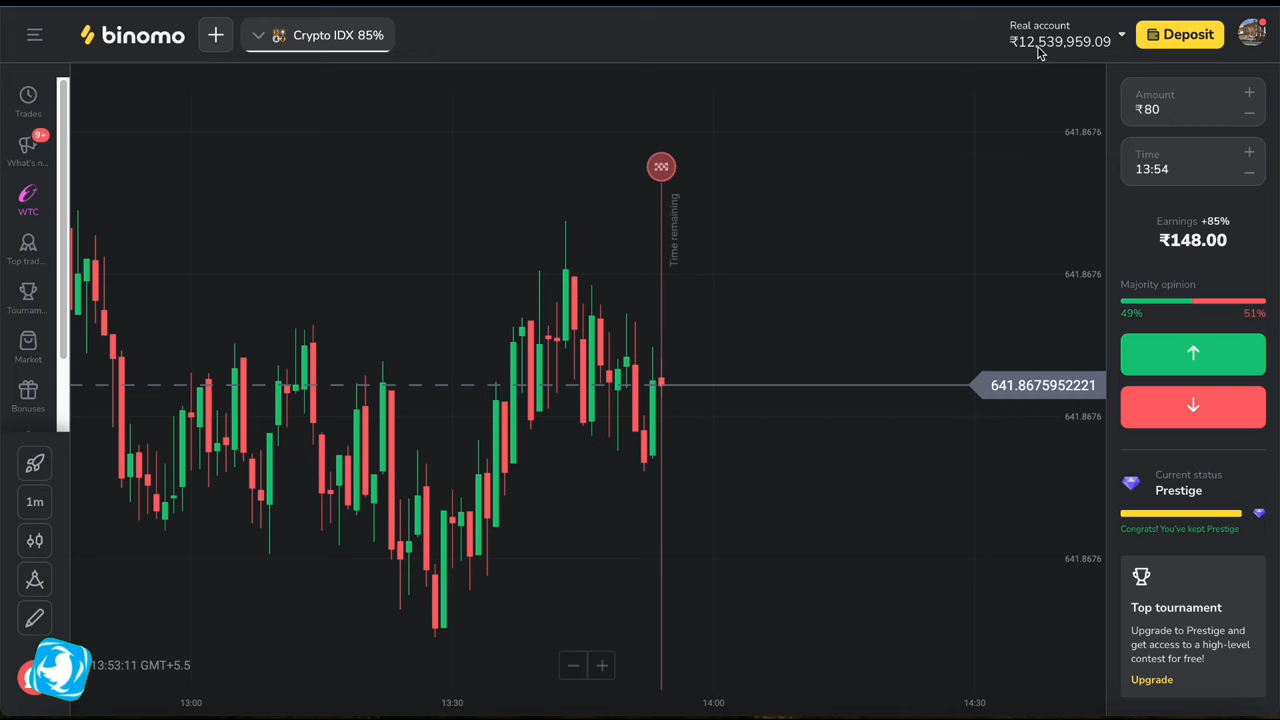 binomo
+
Crypto IDX 85%
Real account
₹12,539,959.09
Deposit
Trades
9+
What's n...
WTC
Top trad...
Tournam...
Market
Bonuses
1m
641.8676
641.8676
641.8676
641.8676
Time remaining
641.8675952221
13:53:11 GMT+5.5
13:00
13:30
14:00
14:30
Amount
₹80
Time
13:54
Earnings +85%
₹148.00
Majority opinion
49% 51%
Current status
Prestige
Congrats! You've kept Prestige
Top tournament
Upgrade to Prestige and
get access to a high-level
contest for free!
Upgrade